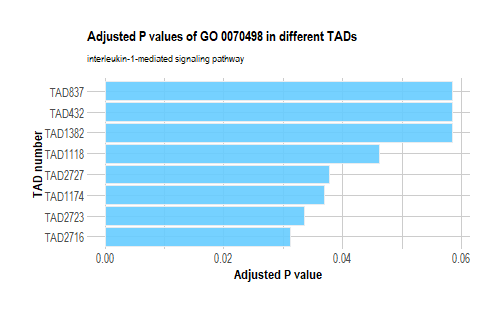 Adjusted P values of GO 0070498 in different TADs
interleukin-1-mediated signaling pathway
TAD number
TAD837
TAD432
TAD1382
TAD1118
TAD2727
TAD1174
TAD2723
TAD2716
0.00 0.02 0.04 0.06
Adjusted P value